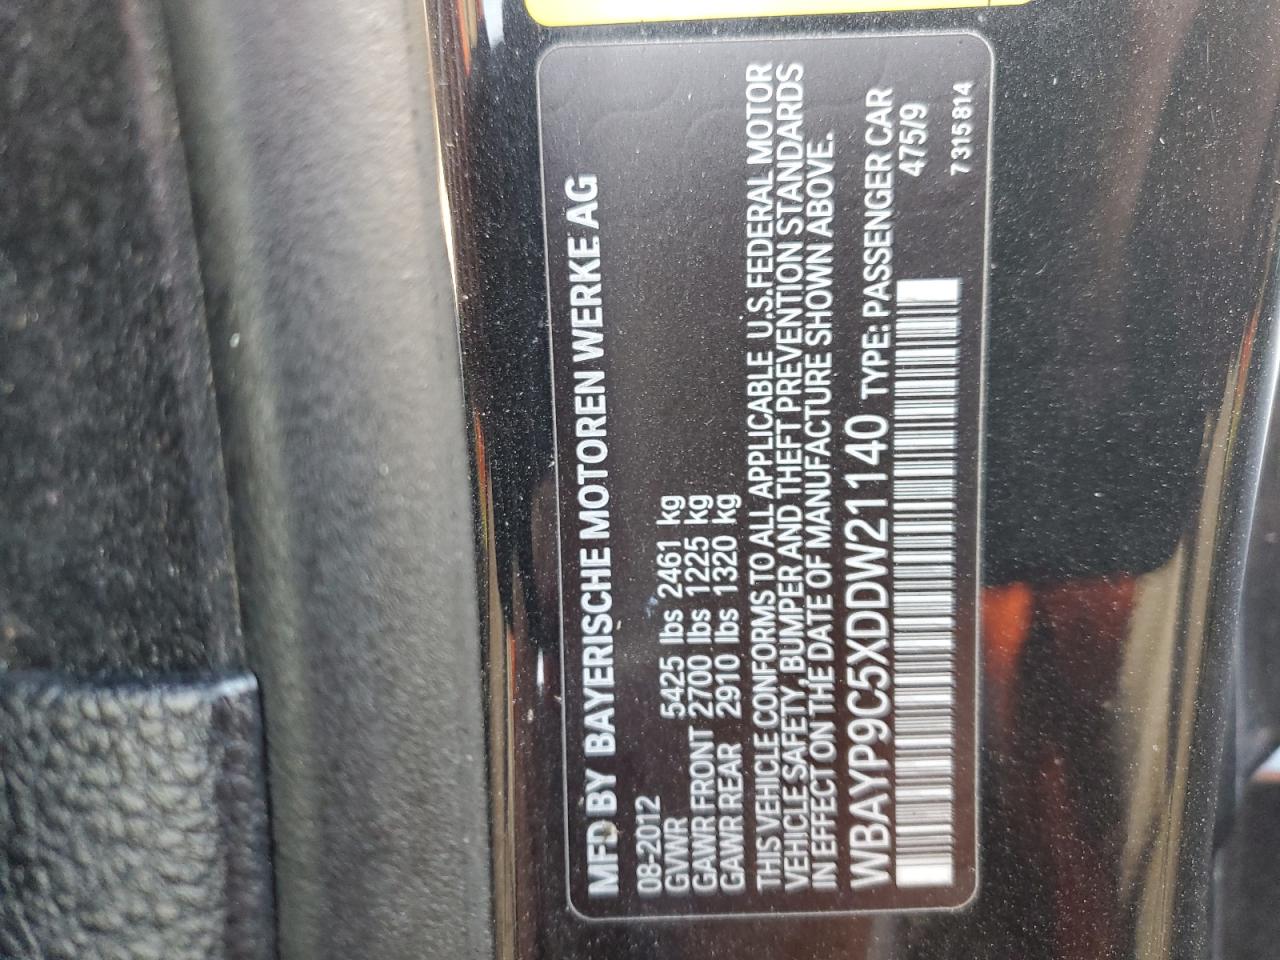 MFD BY BAYERISCHE MOTOREN WERKE AG
08-2012
GVWR 5425 lbs 2461 kg
GAWR FRONT 2700 lbs 1225 kg
GAWR REAR 2910 lbs 1320 kg
THIS VEHICLE CONFORMS TO ALL APPLICABLE U.S.FEDERAL MOTOR
VEHICLE SAFETY, BUMPER AND THEFT PREVENTION STANDARDS
IN EFFECT ON THE DATE OF MANUFACTURE SHOWN ABOVE.
WBAYP9C5XDDW21140 TYPE: PASSENGER CAR
475/9
7315814